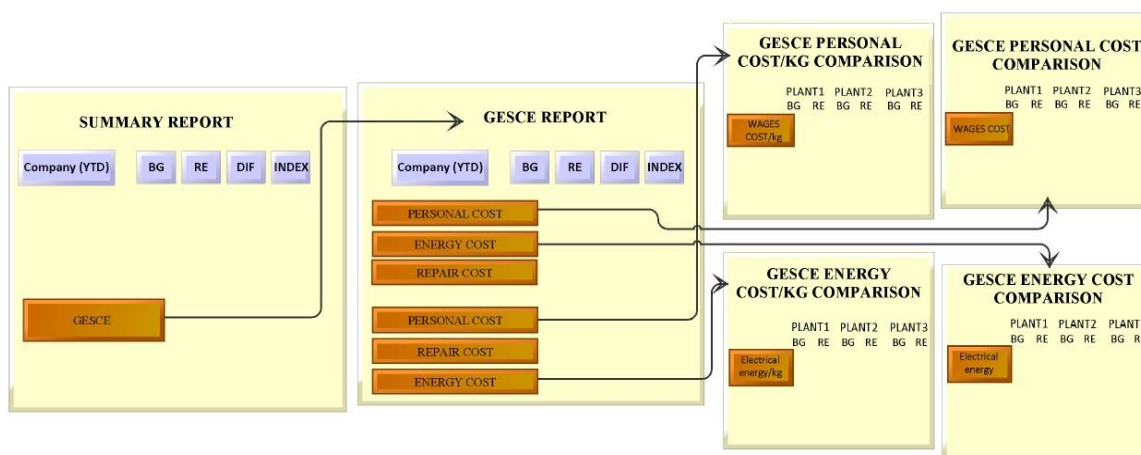 SUMMARY REPORT
Company (YTD) BG RE DIF INDEX
GESCE
GESCE REPORT
Company (YTD) BG RE DIF INDEX
PERSONAL COST
ENERGY COST
REPAIR COST
PERSONAL COST
REPAIR COST
ENERGY COST
GESCE PERSONAL
COST/KG COMPARISON
PLANT1 PLANT2 PLANT3
BG RE BG RE BG RE
WAGES
COST/kg
GESCE PERSONAL COST
COMPARISON
PLANT1 PLANT2 PLANT3
BG RE BG RE BG RE
WAGES COST
GESCE ENERGY
COST/KG COMPARISON
PLANT1 PLANT2 PLANT3
BG RE BG RE BG RE
Electrical
energy/kg
GESCE ENERGY COST
COMPARISON
PLANT1 PLANT2 PLANT
BG RE BG RE BG RE
Electrical
energy